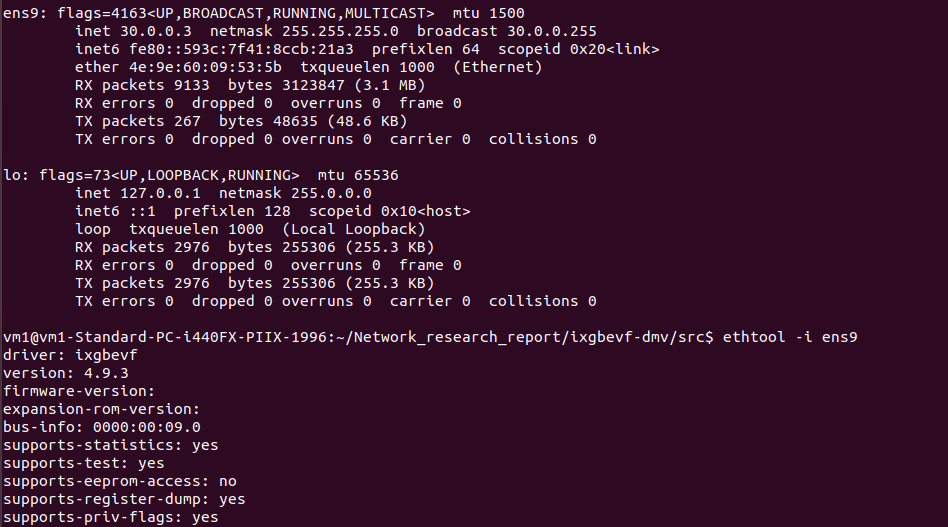 ens9: flags=4163<UP,BROADCAST,RUNNING,MULTICAST>  mtu 1500
        inet 30.0.0.3  netmask 255.255.255.0  broadcast 30.0.0.255
        inet6 fe80::593c:7f41:8ccb:21a3  prefixlen 64  scopeid 0x20<link>
        ether 4e:9e:60:09:53:5b  txqueuelen 1000  (Ethernet)
        RX packets 9133  bytes 3123847 (3.1 MB)
        RX errors 0  dropped 0  overruns 0  frame 0
        TX packets 267  bytes 48635 (48.6 KB)
        TX errors 0  dropped 0 overruns 0  carrier 0  collisions 0

lo: flags=73<UP,LOOPBACK,RUNNING>  mtu 65536
        inet 127.0.0.1  netmask 255.0.0.0
        inet6 ::1  prefixlen 128  scopeid 0x10<host>
        loop  txqueuelen 1000  (Local Loopback)
        RX packets 2976  bytes 255306 (255.3 KB)
        RX errors 0  dropped 0  overruns 0  frame 0
        TX packets 2976  bytes 255306 (255.3 KB)
        TX errors 0  dropped 0 overruns 0  carrier 0  collisions 0

vm1@vm1-Standard-PC-i440FX-PIIX-1996:~/Network_research_report/ixgbevf-dmv/src$ ethtool -i ens9
driver: ixgbevf
version: 4.9.3
firmware-version:
expansion-rom-version:
bus-info: 0000:00:09.0
supports-statistics: yes
supports-test: yes
supports-eeprom-access: no
supports-register-dump: yes
supports-priv-flags: yes